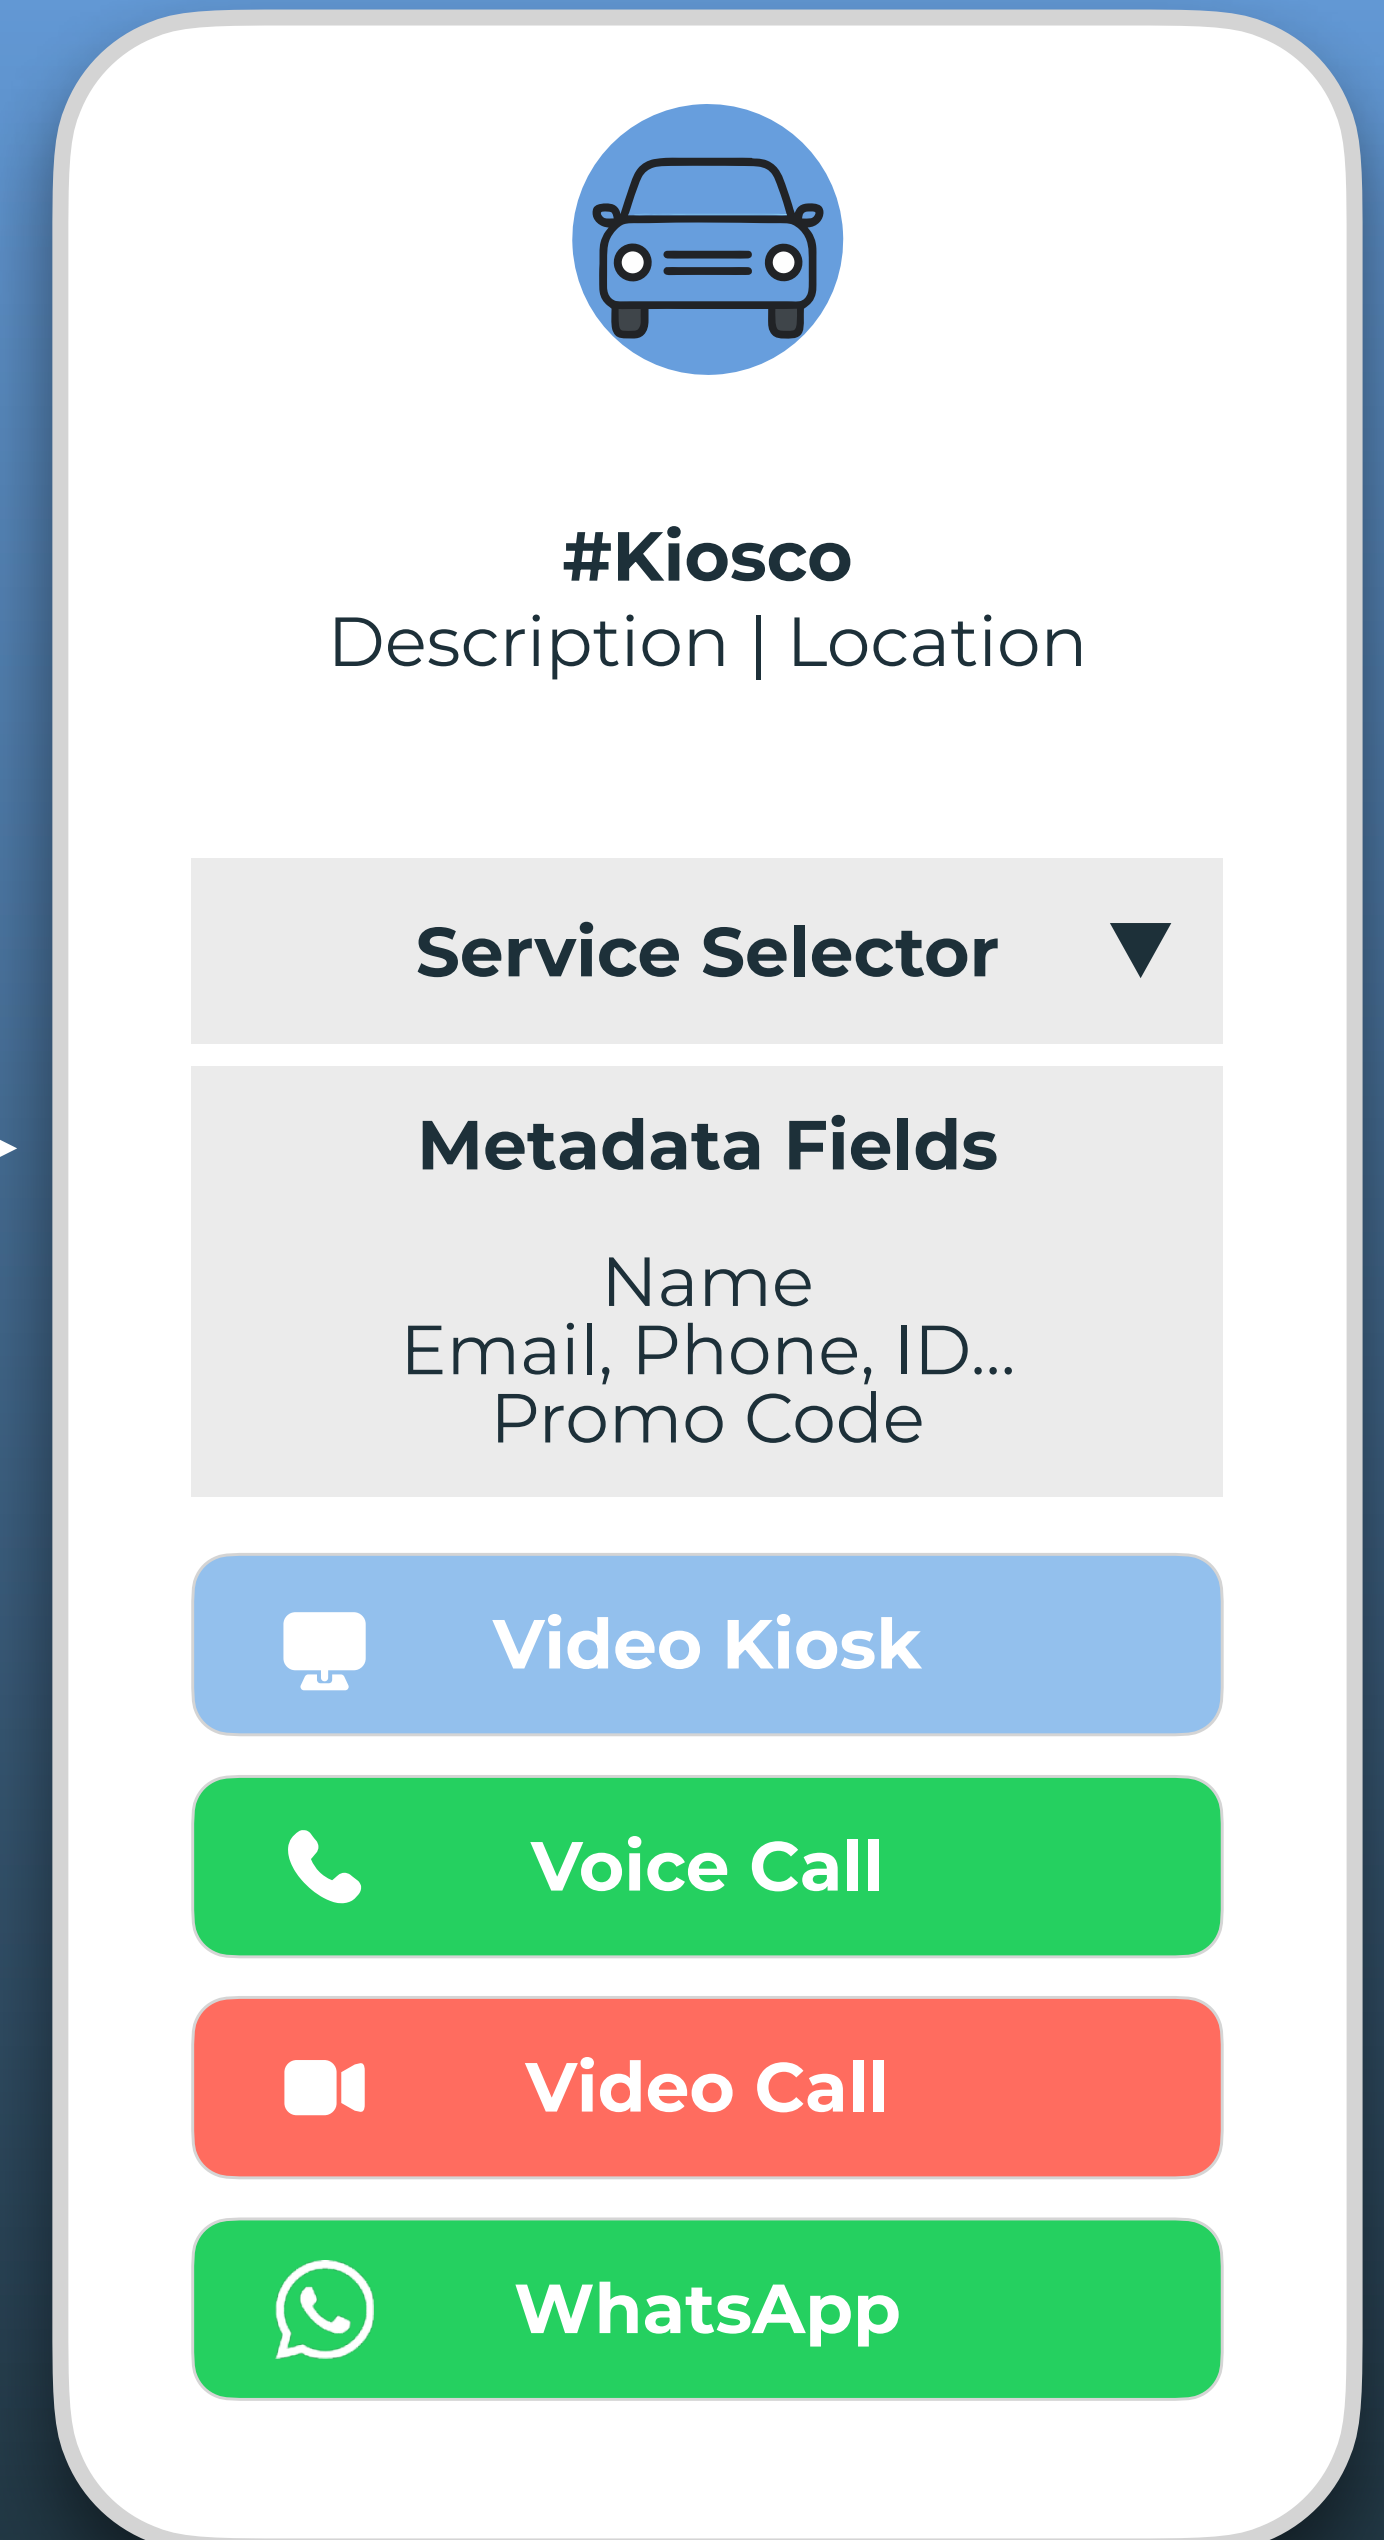 #Kiosco
Description | Location
Service Selector
Metadata Fields
Name
Email, Phone, ID...
Promo Code
Video Kiosk
Voice Call
Video Call
WhatsApp